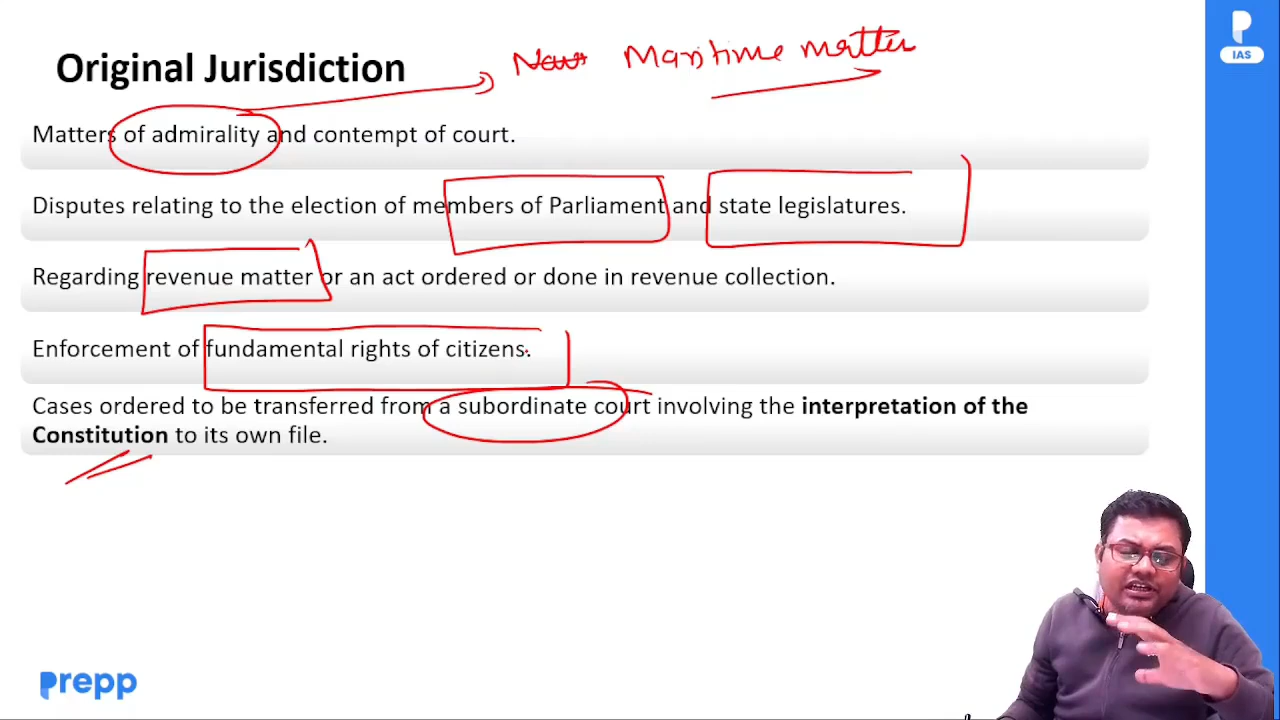 Original Jurisdiction
Maritime matter
IAS
Matters of admirality and contempt of court.
Disputes relating to the election of members of Parliament and state legislatures.
Regarding revenue matter or an act ordered or done in revenue collection.
Enforcement of fundamental rights of citizens.
Cases ordered to be transferred from a subordinate court involving the interpretation of the
Constitution to its own file.
prepp